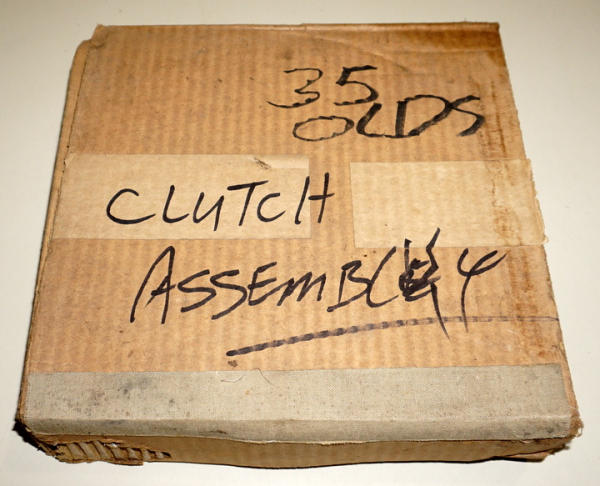 35
OLDS
CLUTCH
ASSEMBLY